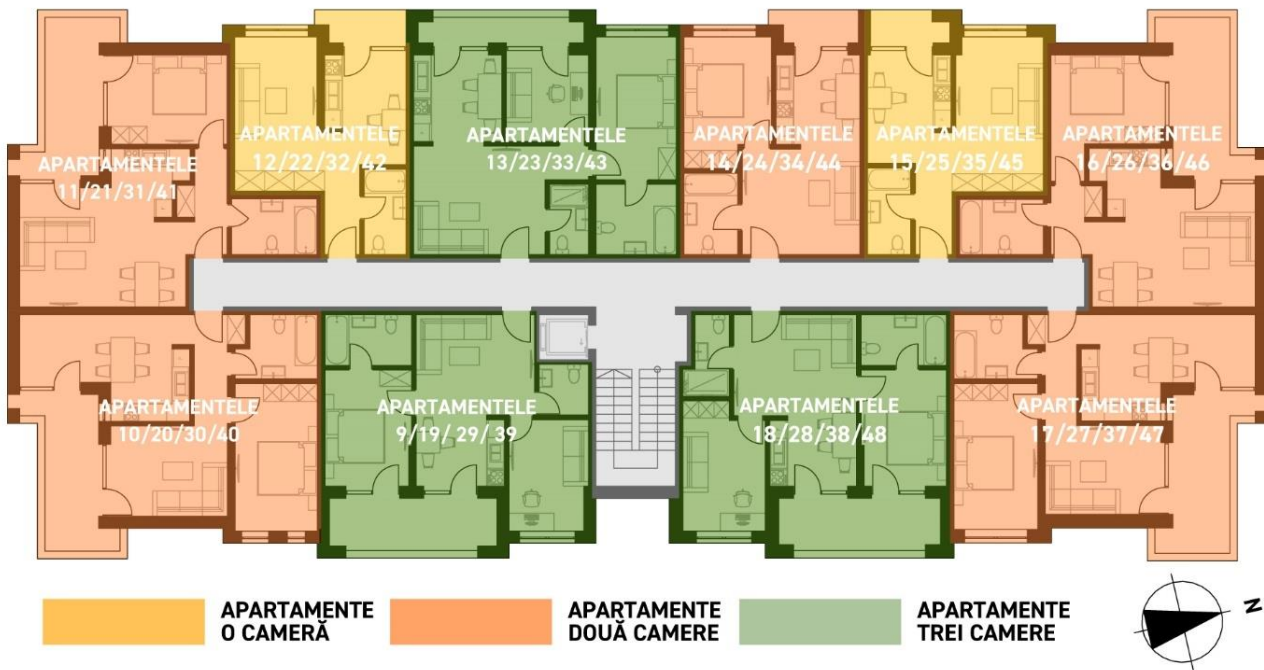 APARTAMENTELE
11/21/31/41
APARTAMENTELE
12/22/32/42
APARTAMENTELE
13/23/33/43
APARTAMENTELE
14/24/34/44
APARTAMENTELE
15/25/35/45
APARTAMENTELE
16/26/36/46
APARTAMENTELE
10/20/30/40
APARTAMENTELE
9/19/ 29/ 39
APARTAMENTELE
18/28/38/48
APARTAMENTELE
17/27/37/47
APARTAMENTE
O CAMERĂ
APARTAMENTE
DOUĂ CAMERE
APARTAMENTE
TREI CAMERE
N